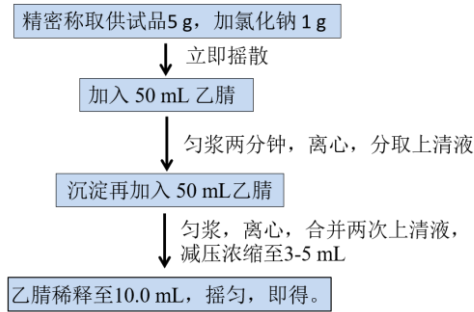 精密称取供试品5 g，加氯化钠 1 g
立即摇散
加入 50 mL 乙腈
匀浆两分钟，离心，分取上清液
沉淀再加入 50 mL乙腈
匀浆，离心，合并两次上清液，
减压浓缩至3-5 mL
乙腈稀释至10.0 mL，摇匀，即得。